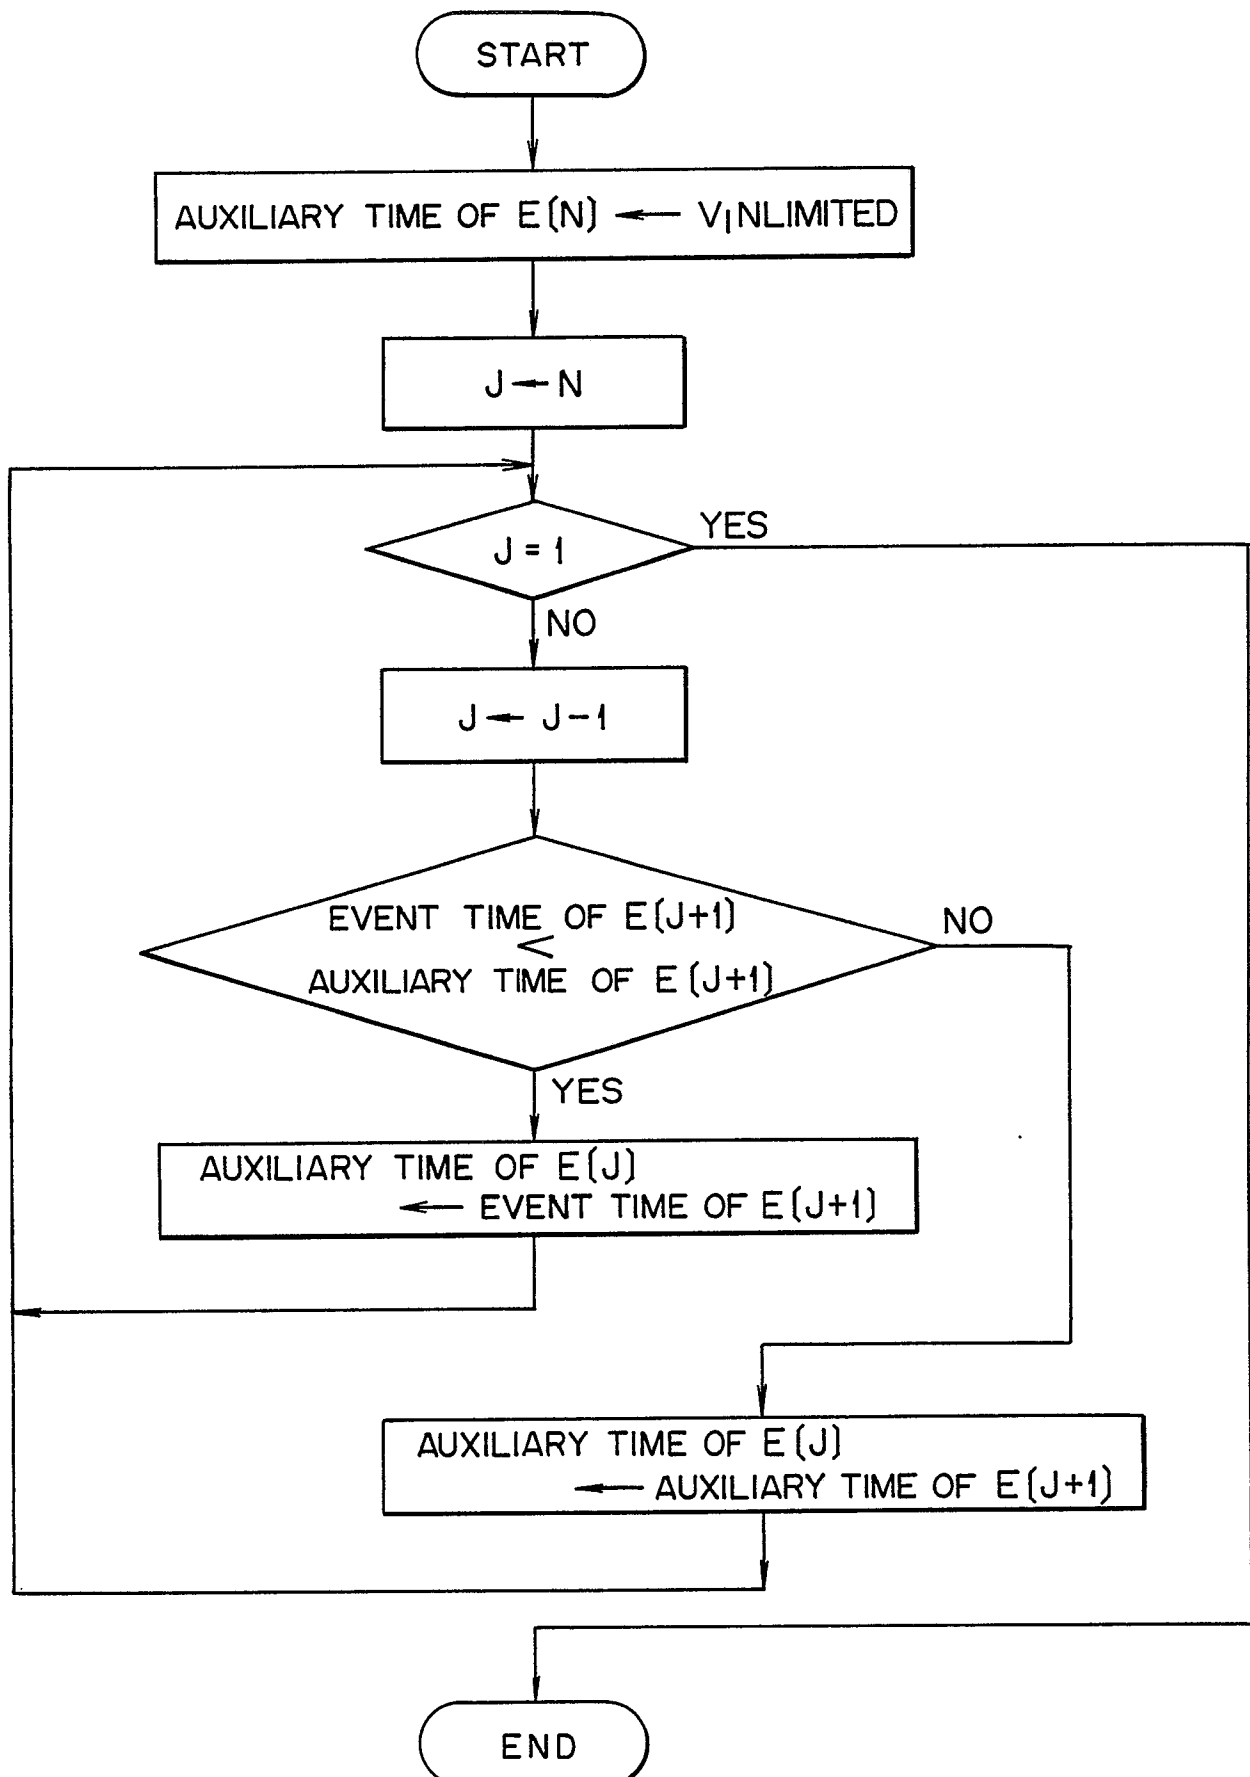 START
AUXILIARY TIME OF E(N) ← V|NLIMITED
J ← N
J = 1
YES
NO
J ← J-1
EVENT TIME OF E(J+1)
<
AUXILIARY TIME OF E(J+1)
NO
YES
AUXILIARY TIME OF E(J)
← EVENT TIME OF E(J+1)
AUXILIARY TIME OF E(J)
← AUXILIARY TIME OF E(J+1)
END